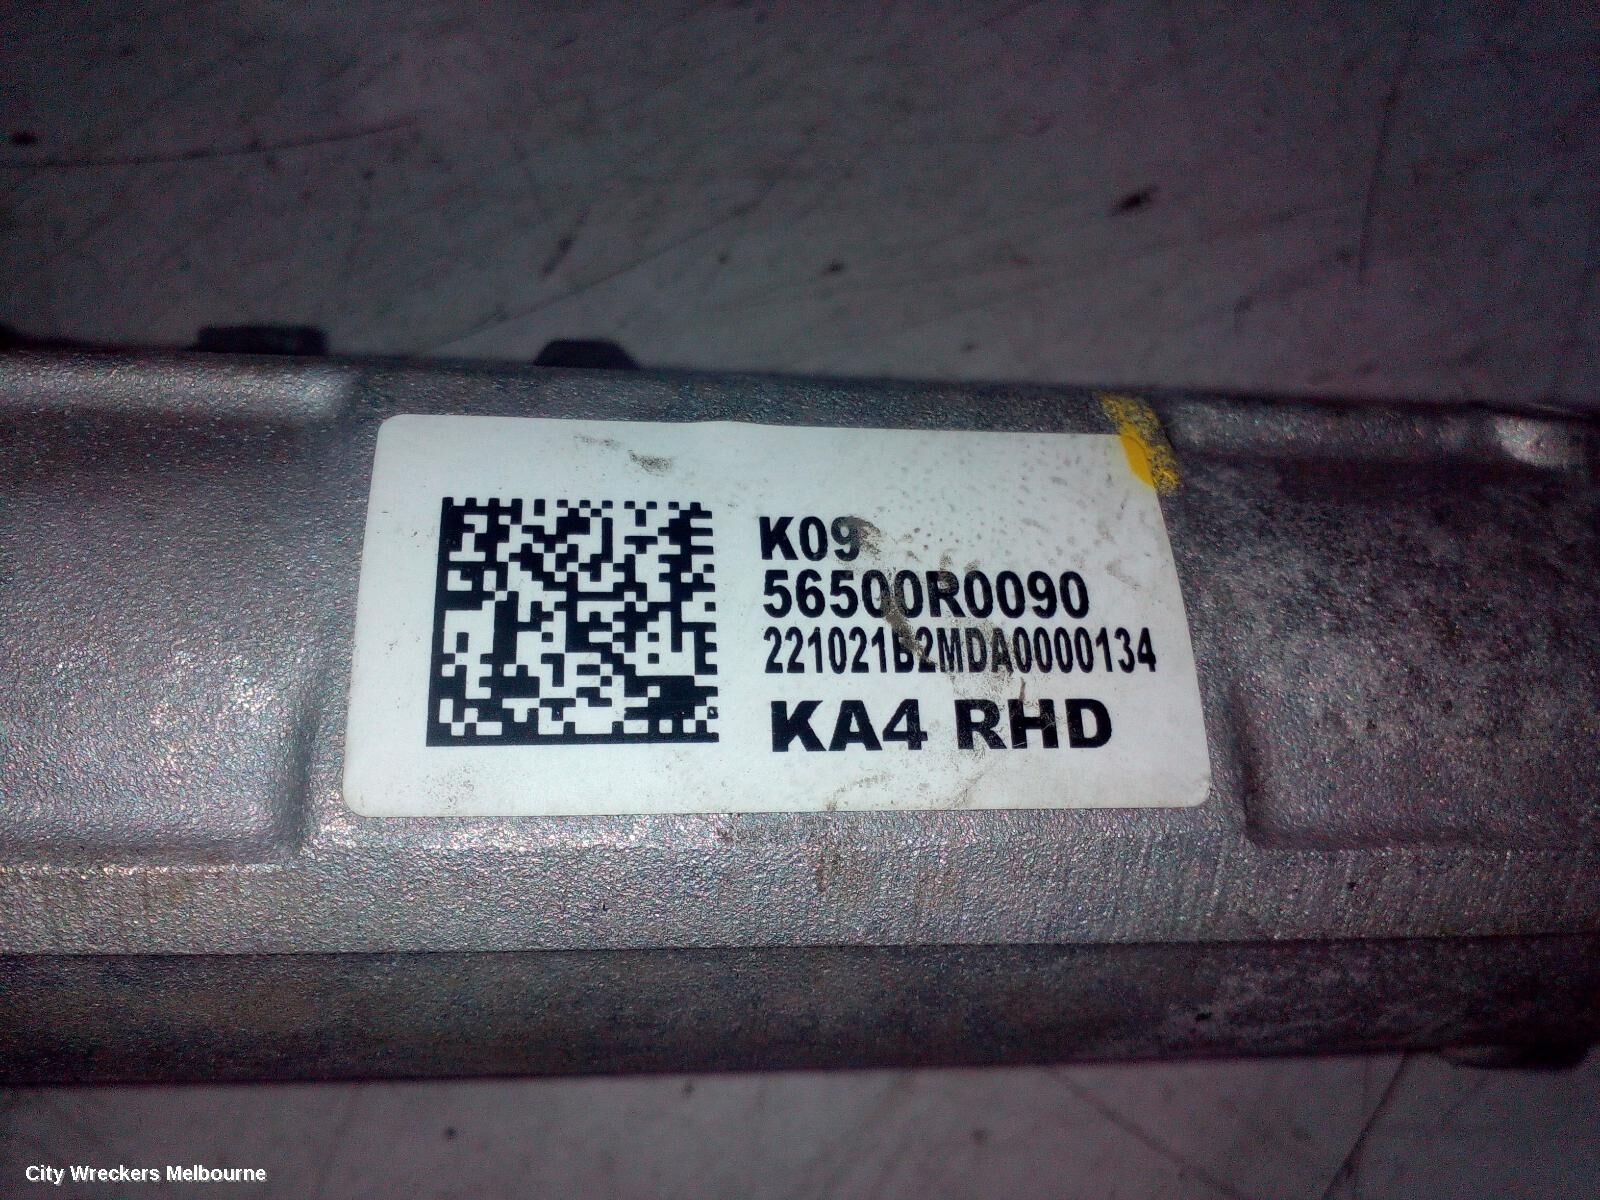 K09
56500R0090
221021B2MDA0000134
KA4 RHD
City Wreckers Melbourne